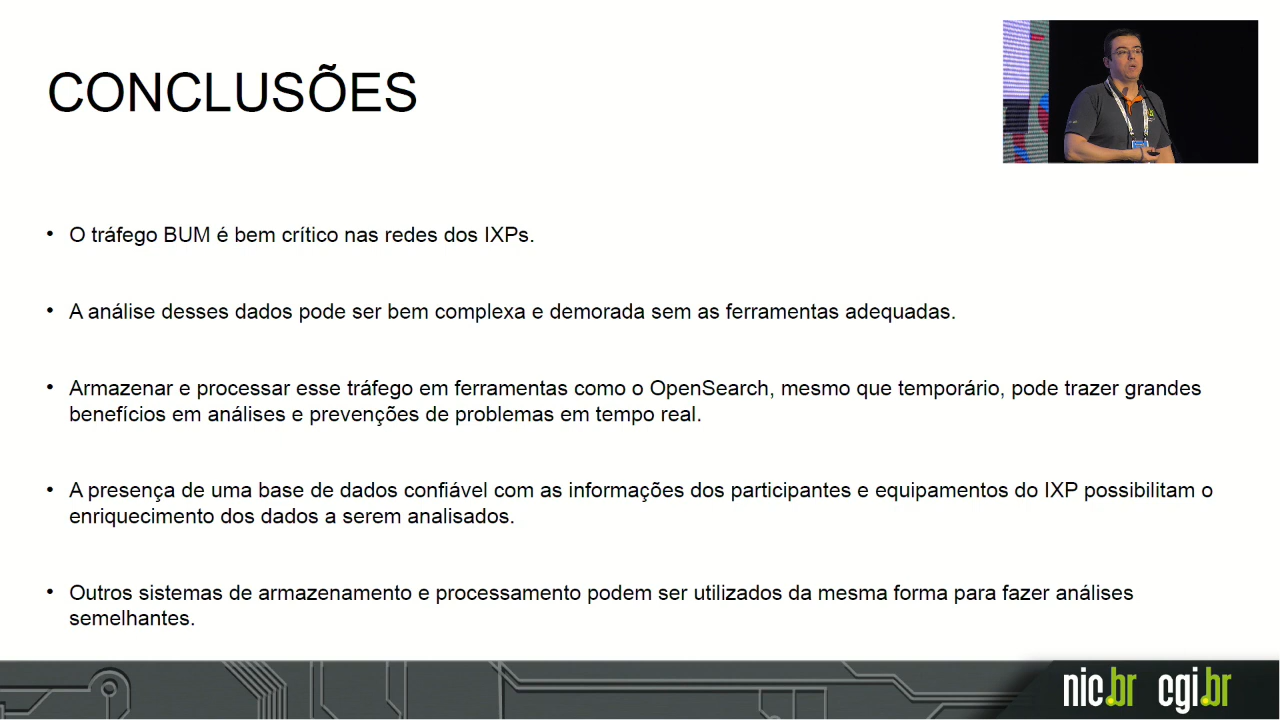 CONCLUSÕES
• O tráfego BUM é bem crítico nas redes dos IXPs.
• A análise desses dados pode ser bem complexa e demorada sem as ferramentas adequadas.
• Armazenar e processar esse tráfego em ferramentas como o OpenSearch, mesmo que temporário, pode trazer grandes
benefícios em análises e prevenções de problemas em tempo real.
• A presença de uma base de dados confiável com as informações dos participantes e equipamentos do IXP possibilitam o
enriquecimento dos dados a serem analisados.
• Outros sistemas de armazenamento e processamento podem ser utilizados da mesma forma para fazer análises
semelhantes.
nic.br cgi.br